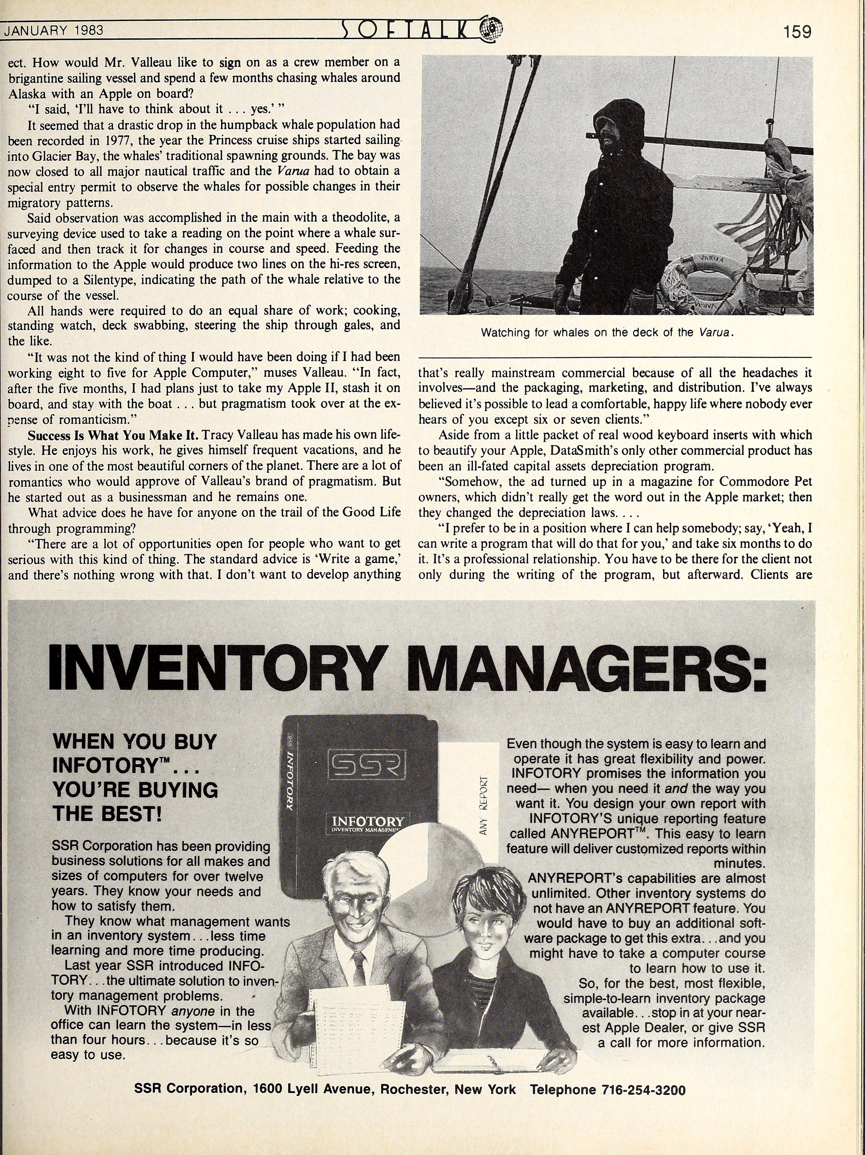 JANUARY 1983
SOFTALK
159
ect. How would Mr. Valleau like to sign on as a crew member on a
brigantine sailing vessel and spend a few months chasing whales around
Alaska with an Apple on board?
"I said, 'I'll have to think about it . . . yes.' "
It seemed that a drastic drop in the humpback whale population had
been recorded in 1977, the year the Princess cruise ships started sailing
into Glacier Bay, the whales' traditional spawning grounds. The bay was
now closed to all major nautical traffic and the Varua had to obtain a
special entry permit to observe the whales for possible changes in their
migratory patterns.
Said observation was accomplished in the main with a theodolite, a
surveying device used to take a reading on the point where a whale sur-
faced and then track it for changes in course and speed. Feeding the
information to the Apple would produce two lines on the hi-res screen,
dumped to a Silentype, indicating the path of the whale relative to the
course of the vessel.
All hands were required to do an equal share of work; cooking,
standing watch, deck swabbing, steering the ship through gales, and
the like.
"It was not the kind of thing I would have been doing if I had been
working eight to five for Apple Computer," muses Valleau. "In fact,
after the five months, I had plans just to take my Apple II, stash it on
board, and stay with the boat . . . but pragmatism took over at the ex-
pense of romanticism."
Success Is What You Make It. Tracy Valleau has made his own life-
style. He enjoys his work, he gives himself frequent vacations, and he
lives in one of the most beautiful corners of the planet. There are a lot of
romantics who would approve of Valleau's brand of pragmatism. But
he started out as a businessman and he remains one.
What advice does he have for anyone on the trail of the Good Life
through programming?
"There are a lot of opportunities open for people who want to get
serious with this kind of thing. The standard advice is 'Write a game,'
and there's nothing wrong with that. I don't want to develop anything
VARUA
Watching for whales on the deck of the Varua.
that's really mainstream commercial because of all the headaches it
involves—and the packaging, marketing, and distribution. I've always
believed it's possible to lead a comfortable, happy life where nobody ever
hears of you except six or seven clients."
Aside from a little packet of real wood keyboard inserts with which
to beautify your Apple, DataSmith's only other commercial product has
been an ill-fated capital assets depreciation program.
"Somehow, the ad turned up in a magazine for Commodore Pet
owners, which didn't really get the word out in the Apple market; then
they changed the depreciation laws. . . .
"I prefer to be in a position where I can help somebody; say, 'Yeah, I
can write a program that will do that for you,' and take six months to do
it. It's a professional relationship. You have to be there for the client not
only during the writing of the program, but afterward. Clients are
INVENTORY MANAGERS:
WHEN YOU BUY
INFOTORY™...
YOU'RE BUYING
THE BEST!
SSR Corporation has been providing
business solutions for all makes and
sizes of computers for over twelve
years. They know your needs and
how to satisfy them.
They know what management wants
in an inventory system...less time
learning and more time producing.
Last year SSR introduced INFO-
TORY...the ultimate solution to inven-
tory management problems.
With INFOTORY anyone in the
office can learn the system—in less
than four hours...because it's so
easy to use.
INFOTORY
SSR
INFOTORY
INVENTORY MANAGEMENT
ANY REPORT
Even though the system is easy to learn and
operate it has great flexibility and power.
INFOTORY promises the information you
need— when you need it and the way you
want it. You design your own report with
INFOTORY'S unique reporting feature
called ANYREPORT™. This easy to learn
feature will deliver customized reports within
minutes.
ANYREPORT's capabilities are almost
unlimited. Other inventory systems do
not have an ANYREPORT feature. You
would have to buy an additional soft-
ware package to get this extra...and you
might have to take a computer course
to learn how to use it.
So, for the best, most flexible,
simple-to-learn inventory package
available...stop in at your near-
est Apple Dealer, or give SSR
a call for more information.
SSR Corporation, 1600 Lyell Avenue, Rochester, New York Telephone 716-254-3200